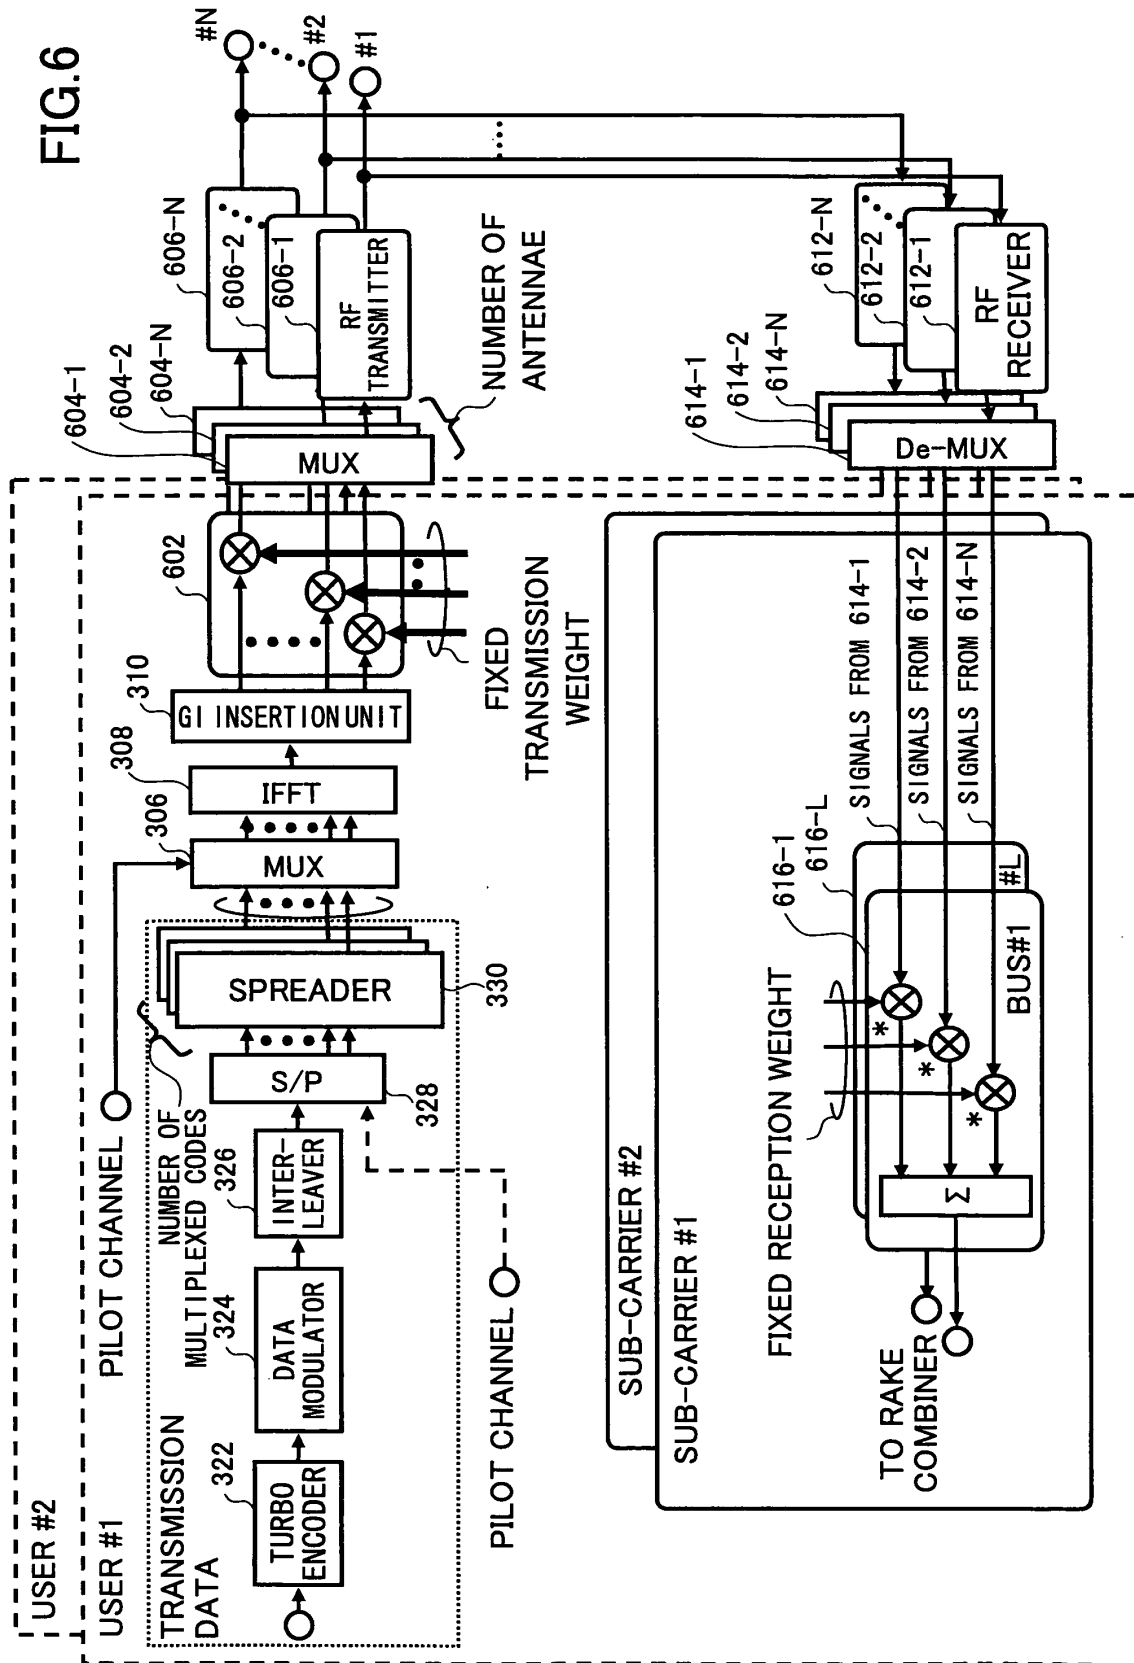 FIG.6
USER #2
USER #1
PILOT CHANNEL
TRANSMISSION
DATA
322
TURBO
ENCODER
324
DATA
MODULATOR
326
INTER-
LEAVER
NUMBER OF
MULTIPLEXED CODES
S/P
328
PILOT CHANNEL
SPREADER
330
306
MUX
308
IFFT
310
GI INSERTION UNIT
602
FIXED
TRANSMISSION
WEIGHT
604-1
604-2
604-N
MUX
NUMBER OF
ANTENNAE
606-N
606-2
606-1
RF
TRANSMITTER
#N
#2
#1
612-N
612-2
612-1
RF
RECEIVER
614-1
614-2
614-N
De-MUX
SUB-CARRIER #2
SUB-CARRIER #1
SIGNALS FROM 614-1
SIGNALS FROM 614-2
SIGNALS FROM 614-N
616-1
616-L
#L
BUS#1
FIXED RECEPTION WEIGHT
*
*
*
Σ
TO RAKE
COMBINER